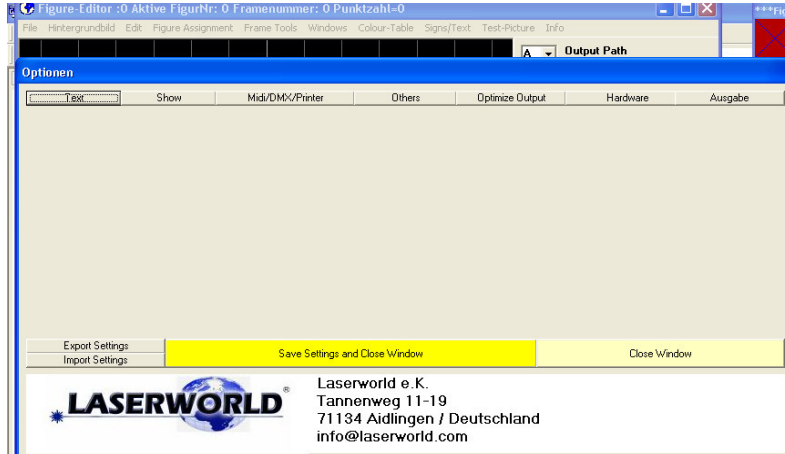 Figure-Editor :0 Aktive FigurNr: 0 Framenummer: 0 Punktzahl=0
File Hintergrundbild Edit Figure Assignment Frame Tools Windows Colour-Table Signs/Text Test-Picture Info
A Output Path
Optionen
Text Show Midi/DMX/Printer Others Optimize Output Hardware Ausgabe
Export Settings
Import Settings
Save Settings and Close Window
Close Window
LASERWORLD ®
Laserworld e.K.
Tannenweg 11-19
71134 Aidlingen / Deutschland
info@laserworld.com